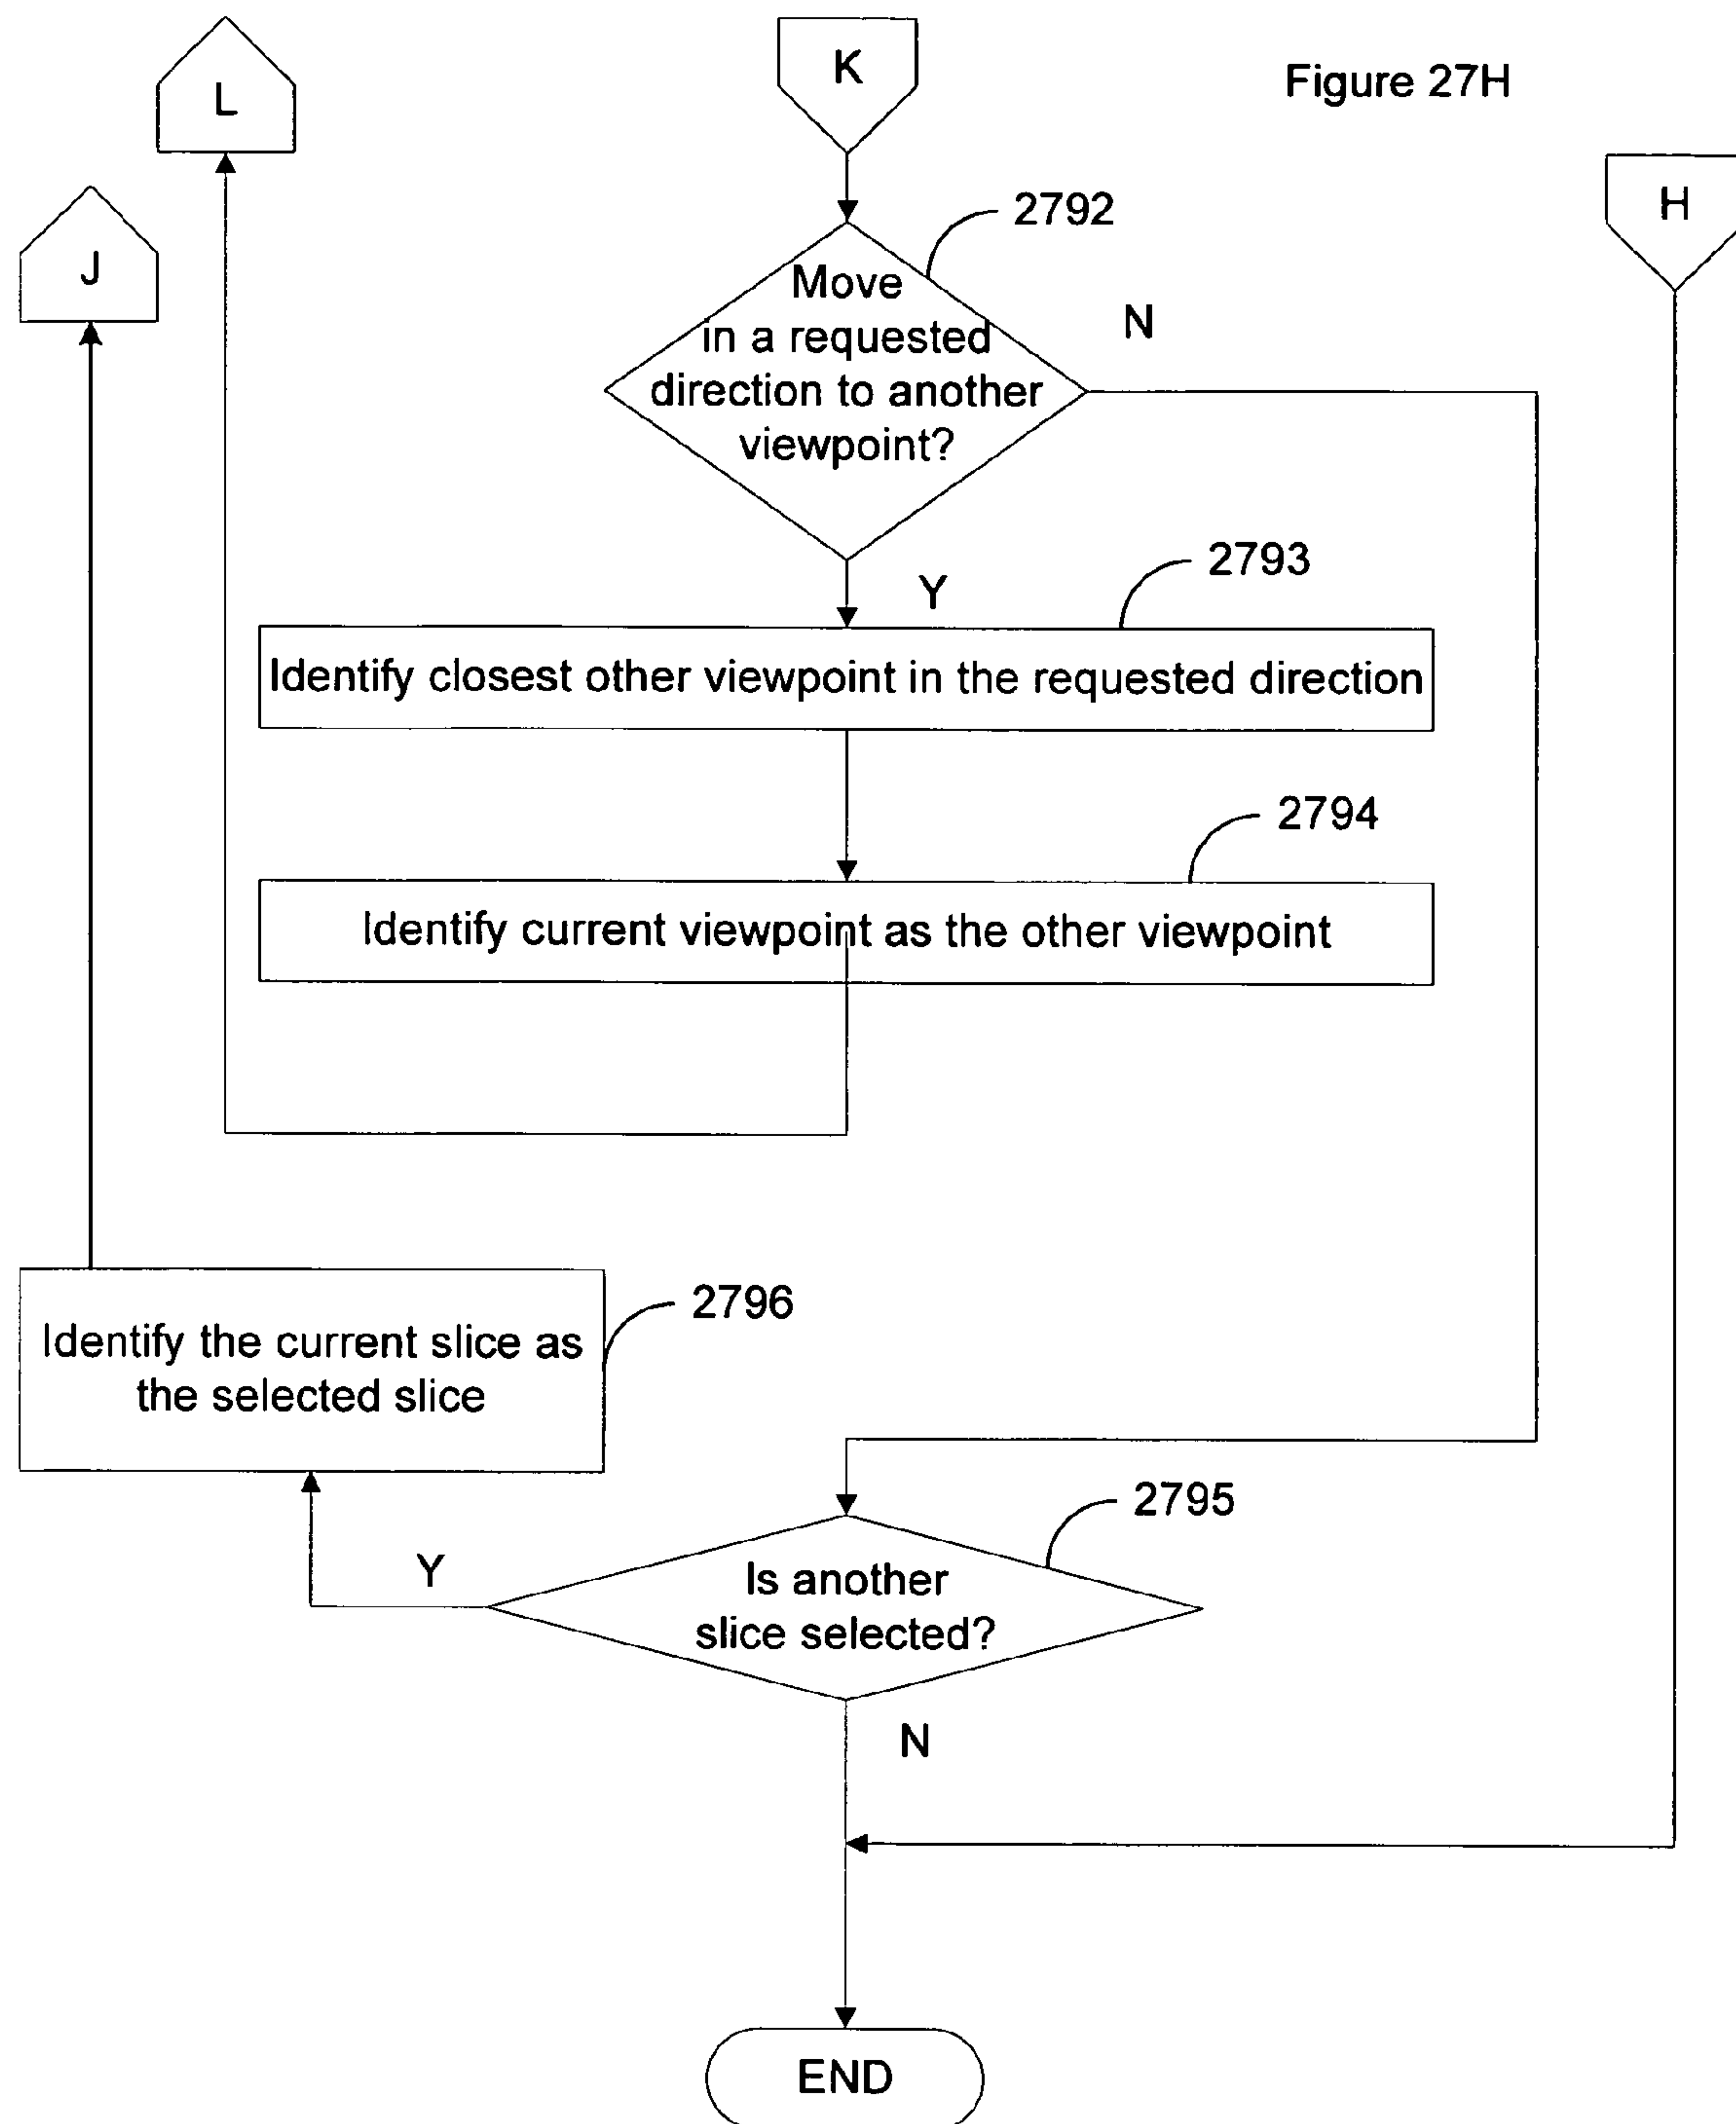 K
Figure 27H
L
H
J
2792
Move
in a requested
direction to another
viewpoint?
N
2793
Y
Identify closest other viewpoint in the requested direction
2794
Identify current viewpoint as the other viewpoint
2796
Identify the current slice as
the selected slice
2795
Y
Is another
slice selected?
N
END